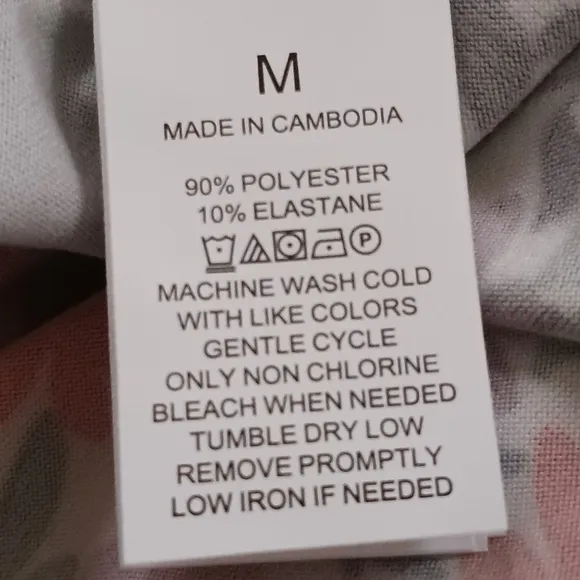 M
MADE IN CAMBODIA
90% POLYESTER
10% ELASTANE
P
MACHINE WASH COLD
WITH LIKE COLORS
GENTLE CYCLE
ONLY NON CHLORINE
BLEACH WHEN NEEDED
TUMBLE DRY LOW
REMOVE PROMPTLY
LOW IRON IF NEEDED